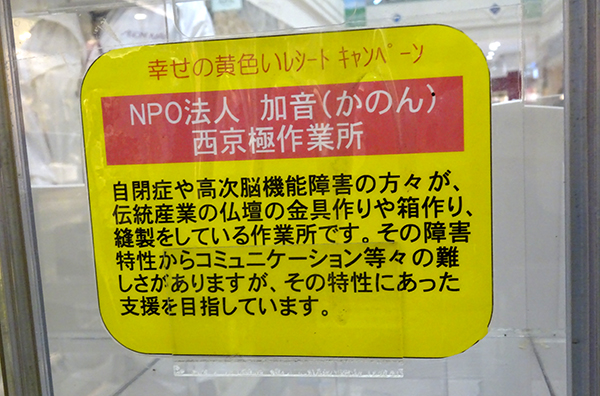 幸せの黄色いﾚｼｰﾄ ｷｬﾝﾍﾟｰﾝ
NPO法人　加音(かのん)
西京極作業所
自閉症や高次脳機能障害の方々が、
伝統産業の仏壇の金具作りや箱作り、
縫製をしている作業所です。その障害
特性からコミュニケーション等々の難
しさがありますが、その特性にあった
支援を目指しています。